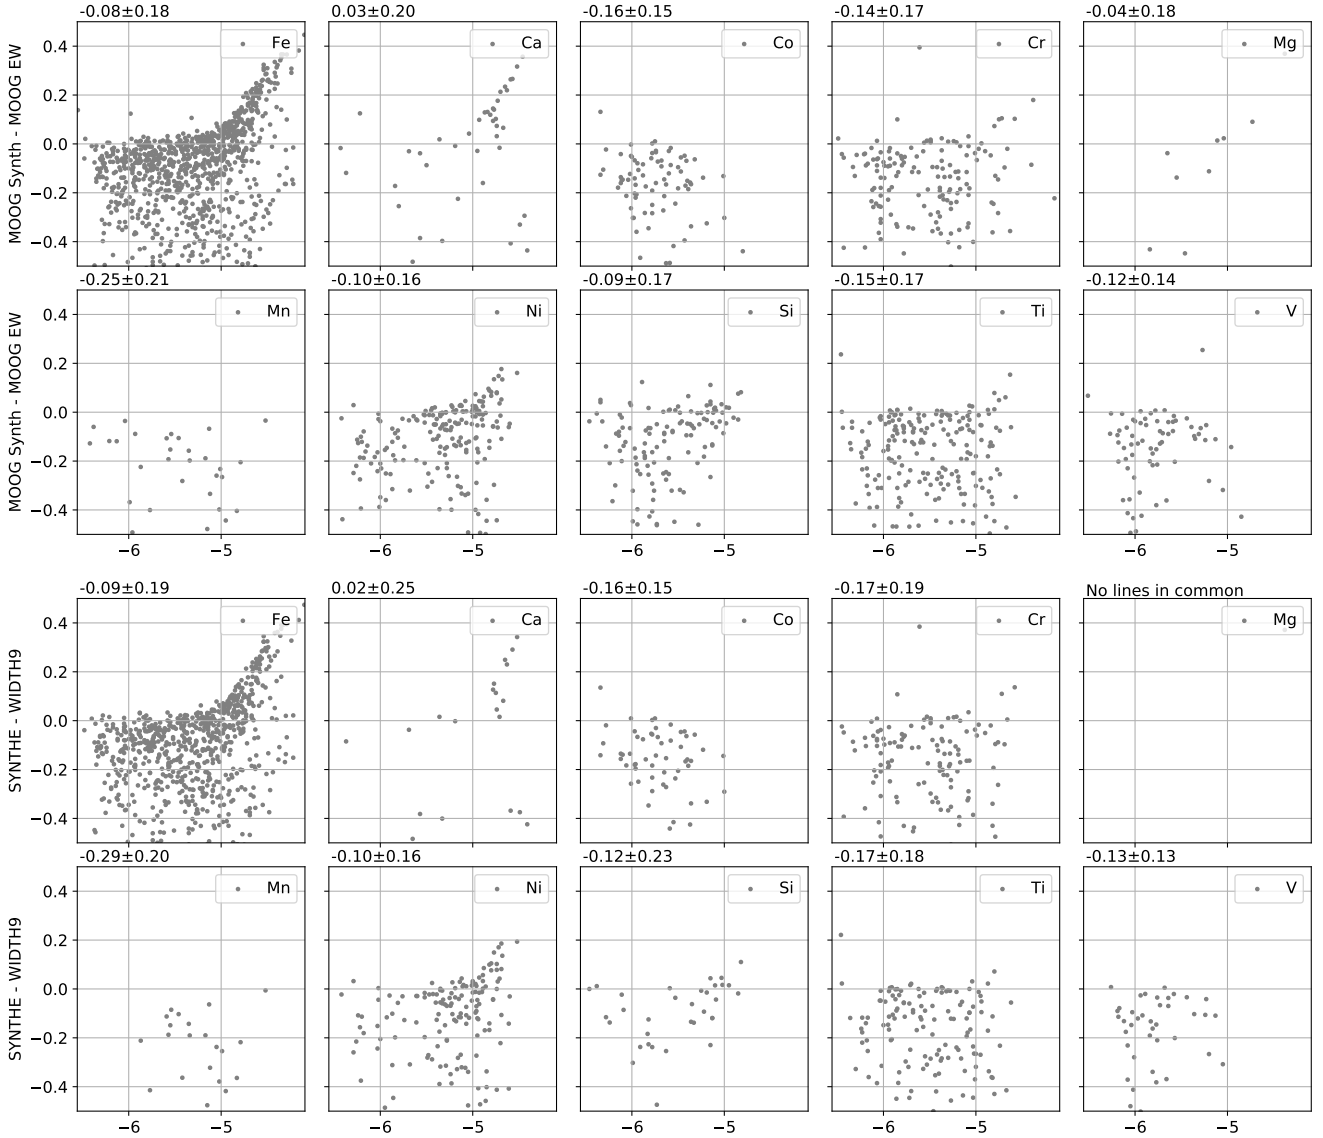 -0.08±0.18 0.03±0.20 -0.16±0.15 -0.14±0.17 -0.04±0.18
Fe Ca Co Cr Mg
MOOG Synth - MOOG EW
0.4
0.2
0.0
−0.2
−0.4
-0.25±0.21 -0.10±0.16 -0.09±0.17 -0.15±0.17 -0.12±0.14
Mn Ni Si Ti V
MOOG Synth - MOOG EW
0.4
0.2
0.0
−0.2
−0.4
−6 −5 −6 −5 −6 −5 −6 −5 −6 −5
-0.09±0.19 0.02±0.25 -0.16±0.15 -0.17±0.19 No lines in common
Fe Ca Co Cr Mg
SYNTHE - WIDTH9
0.4
0.2
0.0
−0.2
−0.4
-0.29±0.20 -0.10±0.16 -0.12±0.23 -0.17±0.18 -0.13±0.13
Mn Ni Si Ti V
SYNTHE - WIDTH9
0.4
0.2
0.0
−0.2
−0.4
−6 −5 −6 −5 −6 −5 −6 −5 −6 −5